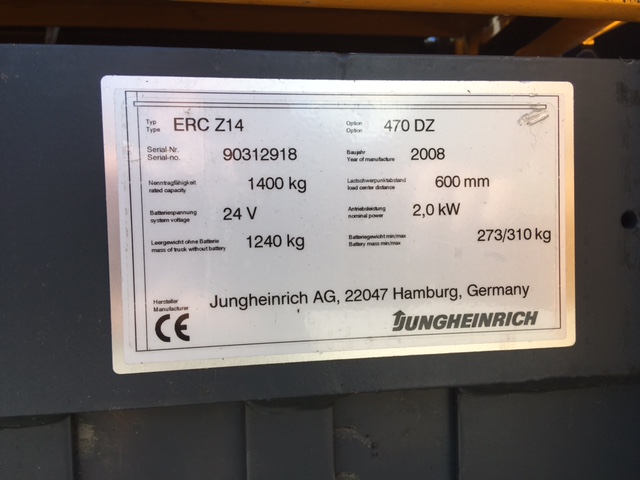 Typ
Type ERC Z14 Option
Option 470 DZ
Serial-Nr.
Serial-no. 90312918 Baujahr
Year of manufacture 2008
Nenntragfähigkeit
rated capacity 1400 kg Lastschwerpunktabstand
load center distance 600 mm
Batteriespannung
system voltage 24 V Antriebsleistung
nominal power 2,0 kW
Leergewicht ohne Batterie
mass of truck without battery 1240 kg Batteriegewicht min/max
Battery mass min/max 273/310 kg
Hersteller
Manufacturer Jungheinrich AG, 22047 Hamburg, Germany
CE JUNGHEINRICH